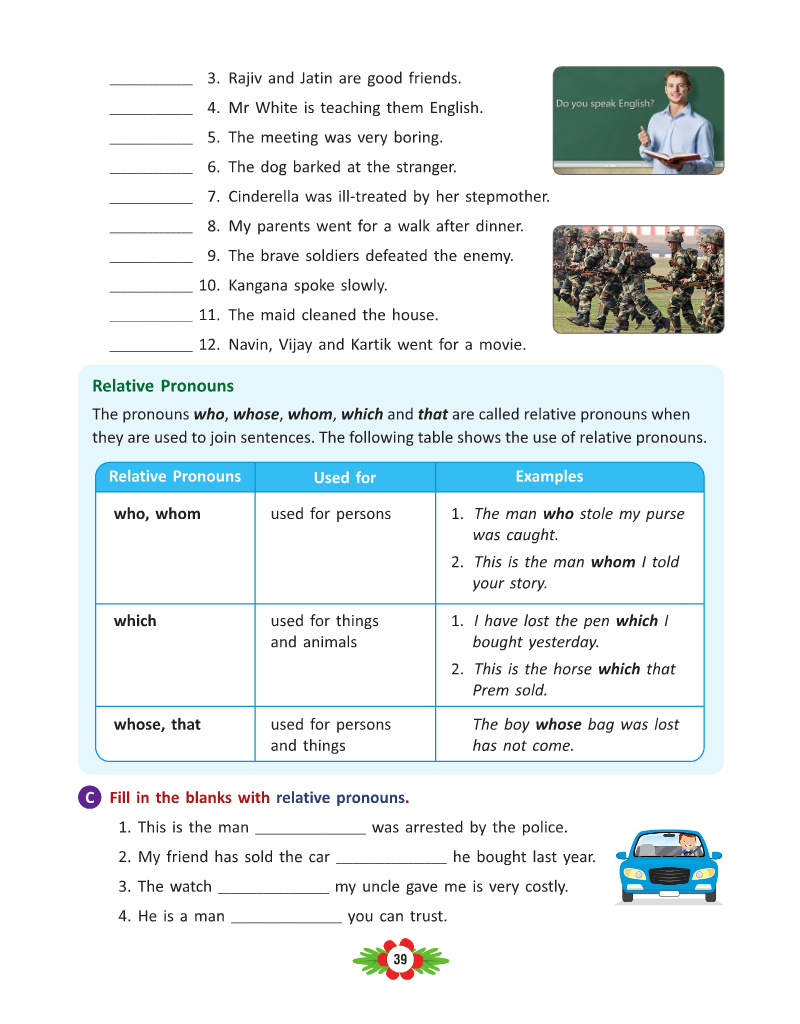 ____________ 3. Rajiv and Jatin are good friends.
____________ 4. Mr White is teaching them English.
____________ 5. The meeting was very boring.
____________ 6. The dog barked at the stranger.
____________ 7. Cinderella was ill-treated by her stepmother.
____________ 8. My parents went for a walk after dinner.
____________ 9. The brave soldiers defeated the enemy.
____________ 10. Kangana spoke slowly.
____________ 11. The maid cleaned the house.
____________ 12. Navin, Vijay and Kartik went for a movie.
Do you speak English?
Relative Pronouns
The pronouns who, whose, whom, which and that are called relative pronouns when
they are used to join sentences. The following table shows the use of relative pronouns.
Relative Pronouns Used for Examples
who, whom used for persons 1. The man who stole my purse
was caught.
2. This is the man whom I told
your story.
which used for things 1. I have lost the pen which I
and animals bought yesterday.
2. This is the horse which that
Prem sold.
whose, that used for persons The boy whose bag was lost
and things has not come.
C Fill in the blanks with relative pronouns.
1. This is the man ______________ was arrested by the police.
2. My friend has sold the car ______________ he bought last year.
3. The watch ______________ my uncle gave me is very costly.
4. He is a man ______________ you can trust.
39